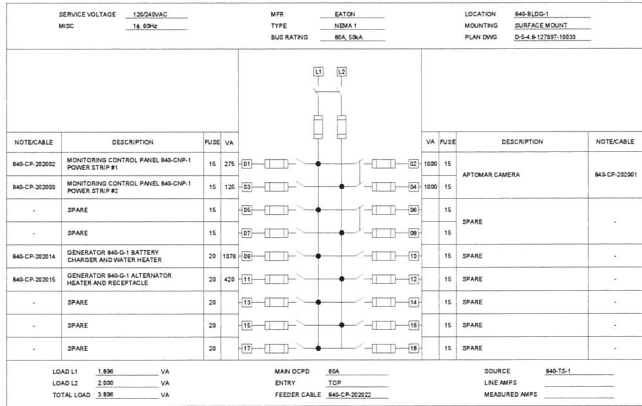 SERVICE VOLTAGE 120/240VAC MFR EATON LOCATION 840-BLDG-1
MISC 1ϕ, 60Hz TYPE NEMA 1 MOUNTING SURFACE MOUNT
BUS RATING 60A, 50kA PLAN DWG D-5-4.6-127997-10033
L1 L2
NOTE/CABLE DESCRIPTION FUSE VA VA FUSE DESCRIPTION NOTE/CABLE
840-CP-202002 MONITORING CONTROL PANEL 840-CNP-1 POWER STRIP #1 15 275 01 02 1000 15 APTOMAR CAMERA 840-CP-202001
840-CP-202003 MONITORING CONTROL PANEL 840-CNP-1 POWER STRIP #2 15 125 03 04 1000 15
- SPARE 15 05 06 15 SPARE -
- SPARE 15 07 08 15
840-CP-202014 GENERATOR 840-G-1 BATTERY CHARGER AND WATER HEATER 20 1076 09 10 15 SPARE -
840-CP-202015 GENERATOR 840-G-1 ALTERNATOR HEATER AND RECEPTACLE 20 420 11 12 15 SPARE -
- SPARE 20 13 14 15 SPARE -
- SPARE 20 15 16 15 SPARE -
- SPARE 20 17 18 15 SPARE -
LOAD L1 1,896 VA MAIN OCPD 60A SOURCE 840-TS-1
LOAD L2 2,000 VA ENTRY TOP LINE AMPS
TOTAL LOAD 3,896 VA FEEDER CABLE 840-CP-202022 MEASURED AMPS